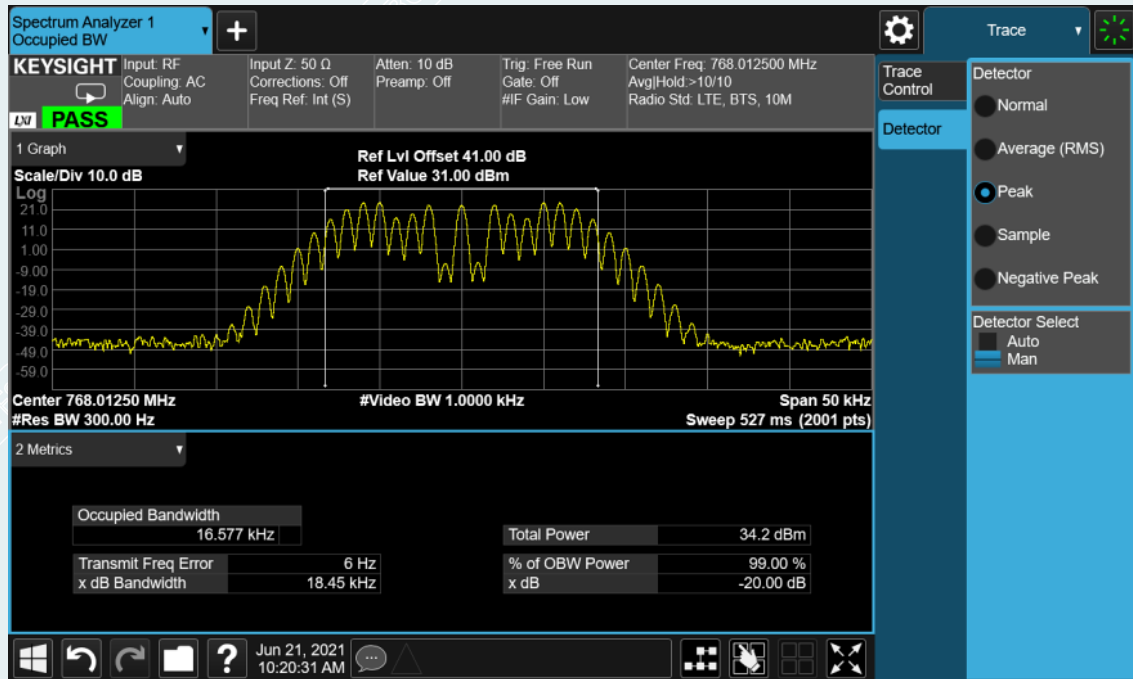 Spectrum Analyzer 1
Occupied BW
+
Trace
KEYSIGHT
Input: RF
Coupling: AC
Align: Auto
Input Z: 50 Ω
Corrections: Off
Freq Ref: Int (S)
Atten: 10 dB
Preamp: Off
Trig: Free Run
Gate: Off
#IF Gain: Low
Center Freq: 768.012500 MHz
Avg|Hold:>10/10
Radio Std: LTE, BTS, 10M
LXI
PASS
1 Graph
Ref Lvl Offset 41.00 dB
Scale/Div 10.0 dB
Ref Value 31.00 dBm
Log
21.0
11.0
1.00
-9.00
-19.0
-29.0
-39.0
-49.0
-59.0
Center 768.01250 MHz
#Video BW 1.0000 kHz
Span 50 kHz
#Res BW 300.00 Hz
Sweep 527 ms (2001 pts)
2 Metrics
Occupied Bandwidth
16.577 kHz
Total Power 34.2 dBm
Transmit Freq Error 6 Hz
% of OBW Power 99.00 %
x dB Bandwidth 18.45 kHz
x dB -20.00 dB
?
Jun 21, 2021
10:20:31 AM
Trace Control
Detector
Detector
Normal
Average (RMS)
Peak
Sample
Negative Peak
Detector Select
Auto
Man